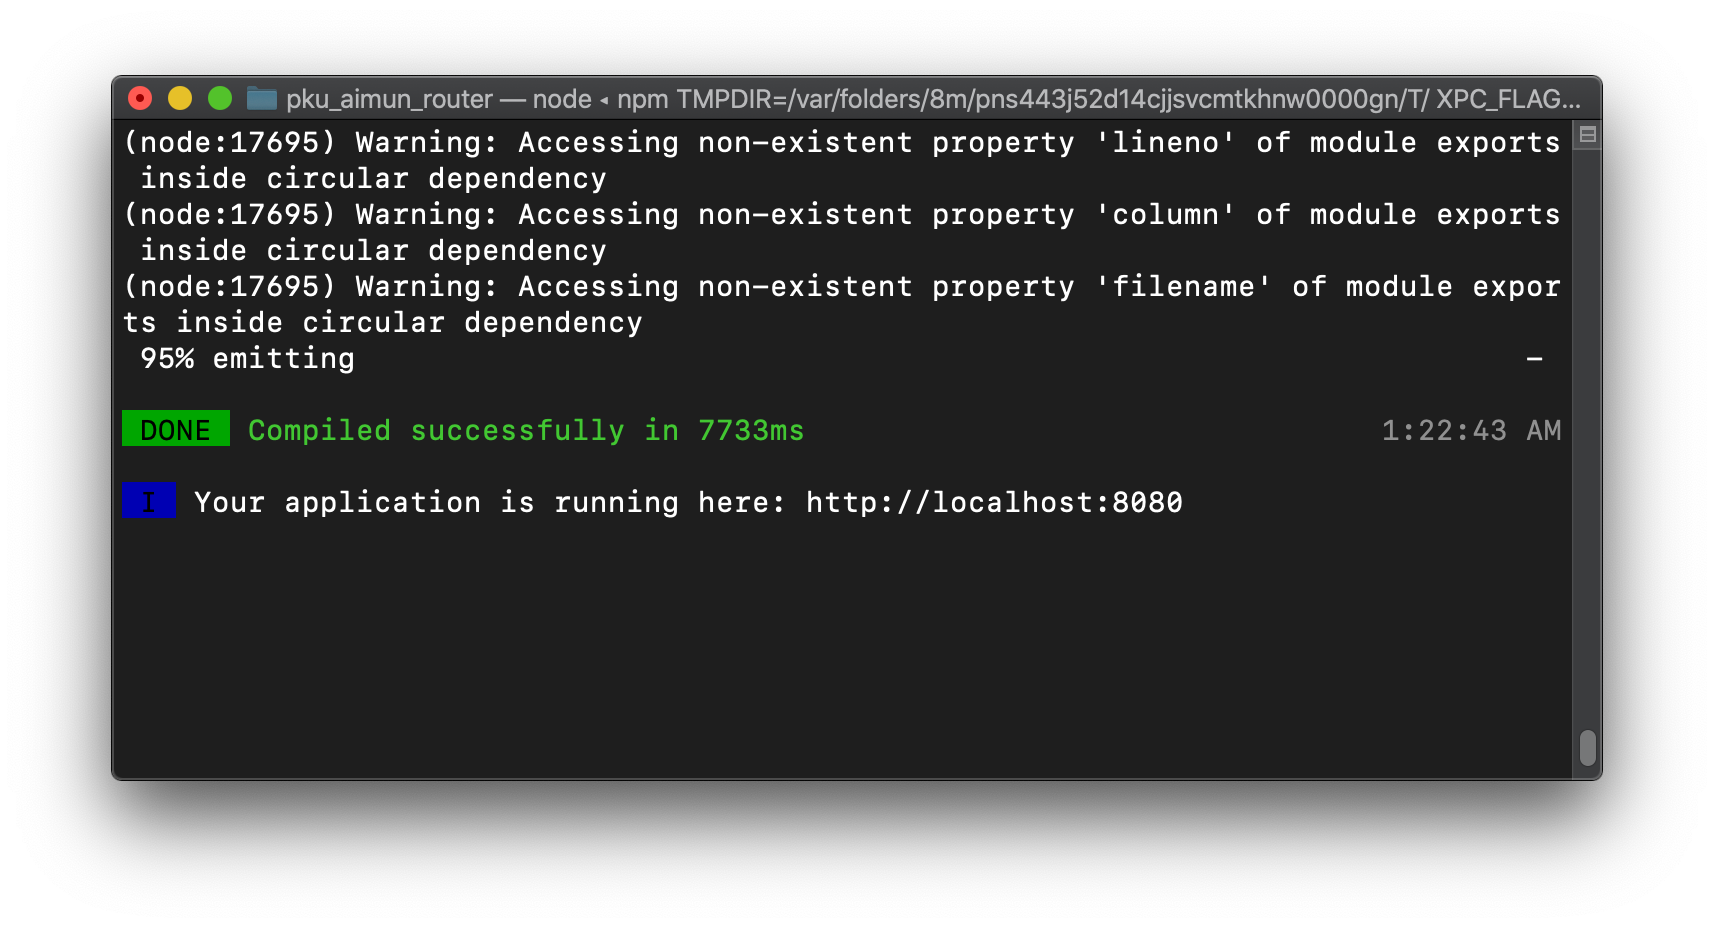 pku_aimun_router — node ◂ npm TMPDIR=/var/folders/8m/pns443j52d14cjjsvcmtkhnw0000gn/T/ XPC_FLAG...
(node:17695) Warning: Accessing non-existent property 'lineno' of module exports
inside circular dependency
(node:17695) Warning: Accessing non-existent property 'column' of module exports
inside circular dependency
(node:17695) Warning: Accessing non-existent property 'filename' of module expor
ts inside circular dependency
95% emitting –
DONE Compiled successfully in 7733ms 1:22:43 AM
I Your application is running here: http://localhost:8080